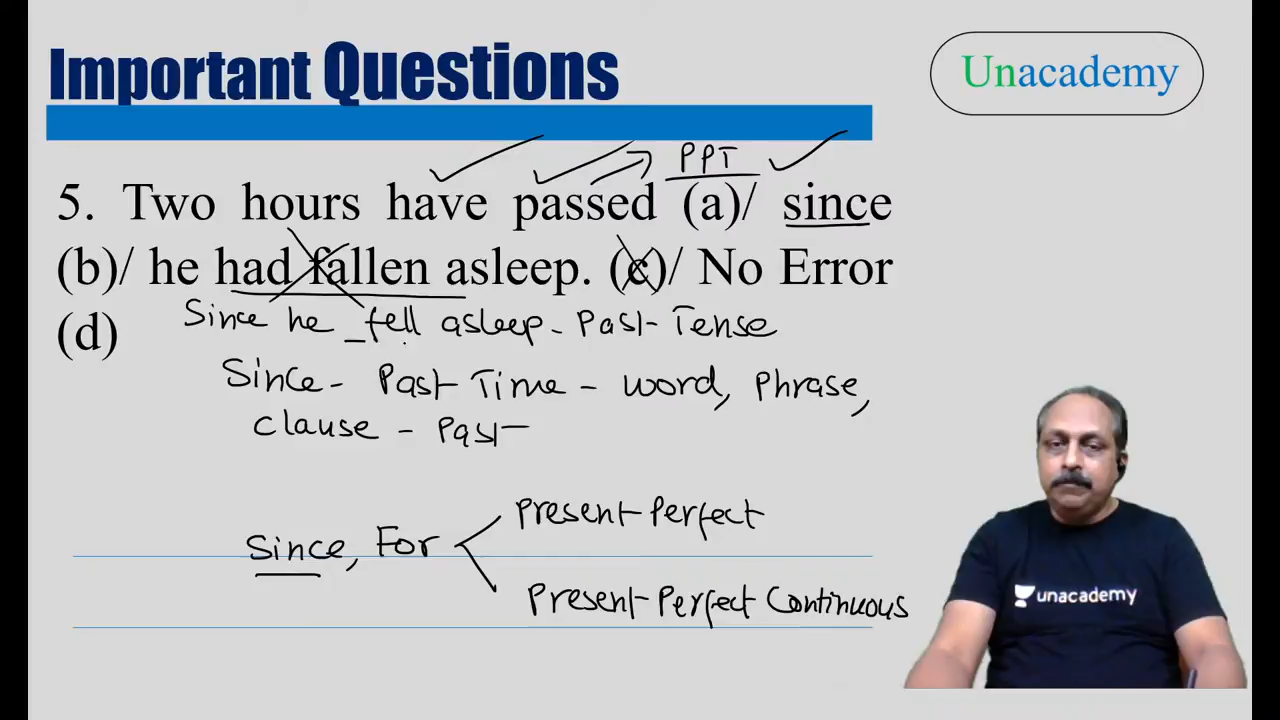 Important Questions
Unacademy
PPT
5. Two hours have passed (a)/ since
(b)/ he had fallen asleep. (c)/ No Error
(d)
Since he _fell asleep - Past Tense
Since - Past Time - word, Phrase,
clause - Past
Since, For
Present Perfect
Present Perfect Continuous
unacademy